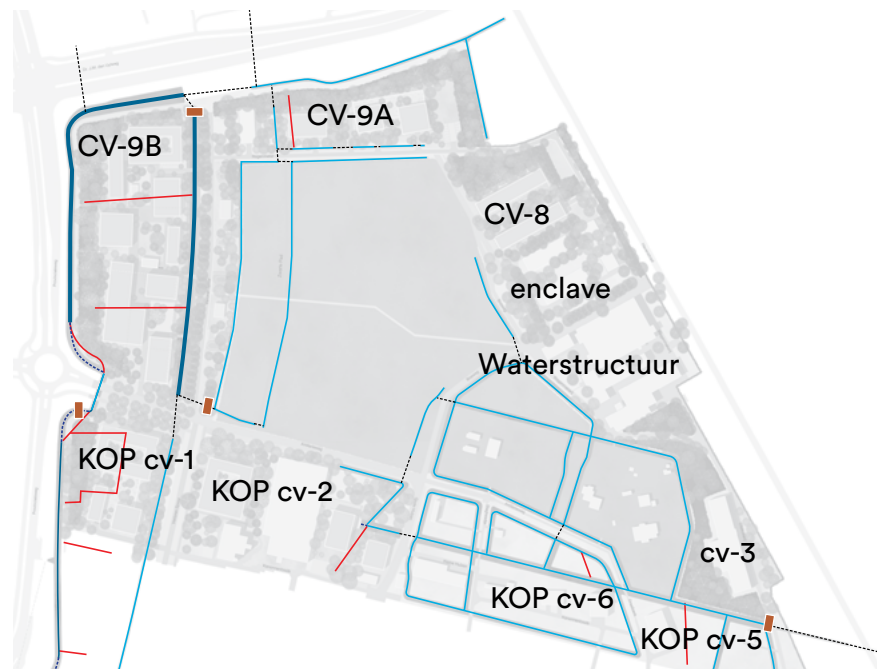 CV-9A
CV-9B
CV-8
enclave
Waterstructuur
KOP cv-1
KOP cv-2
cv-3
KOP cv-6
KOP cv-5